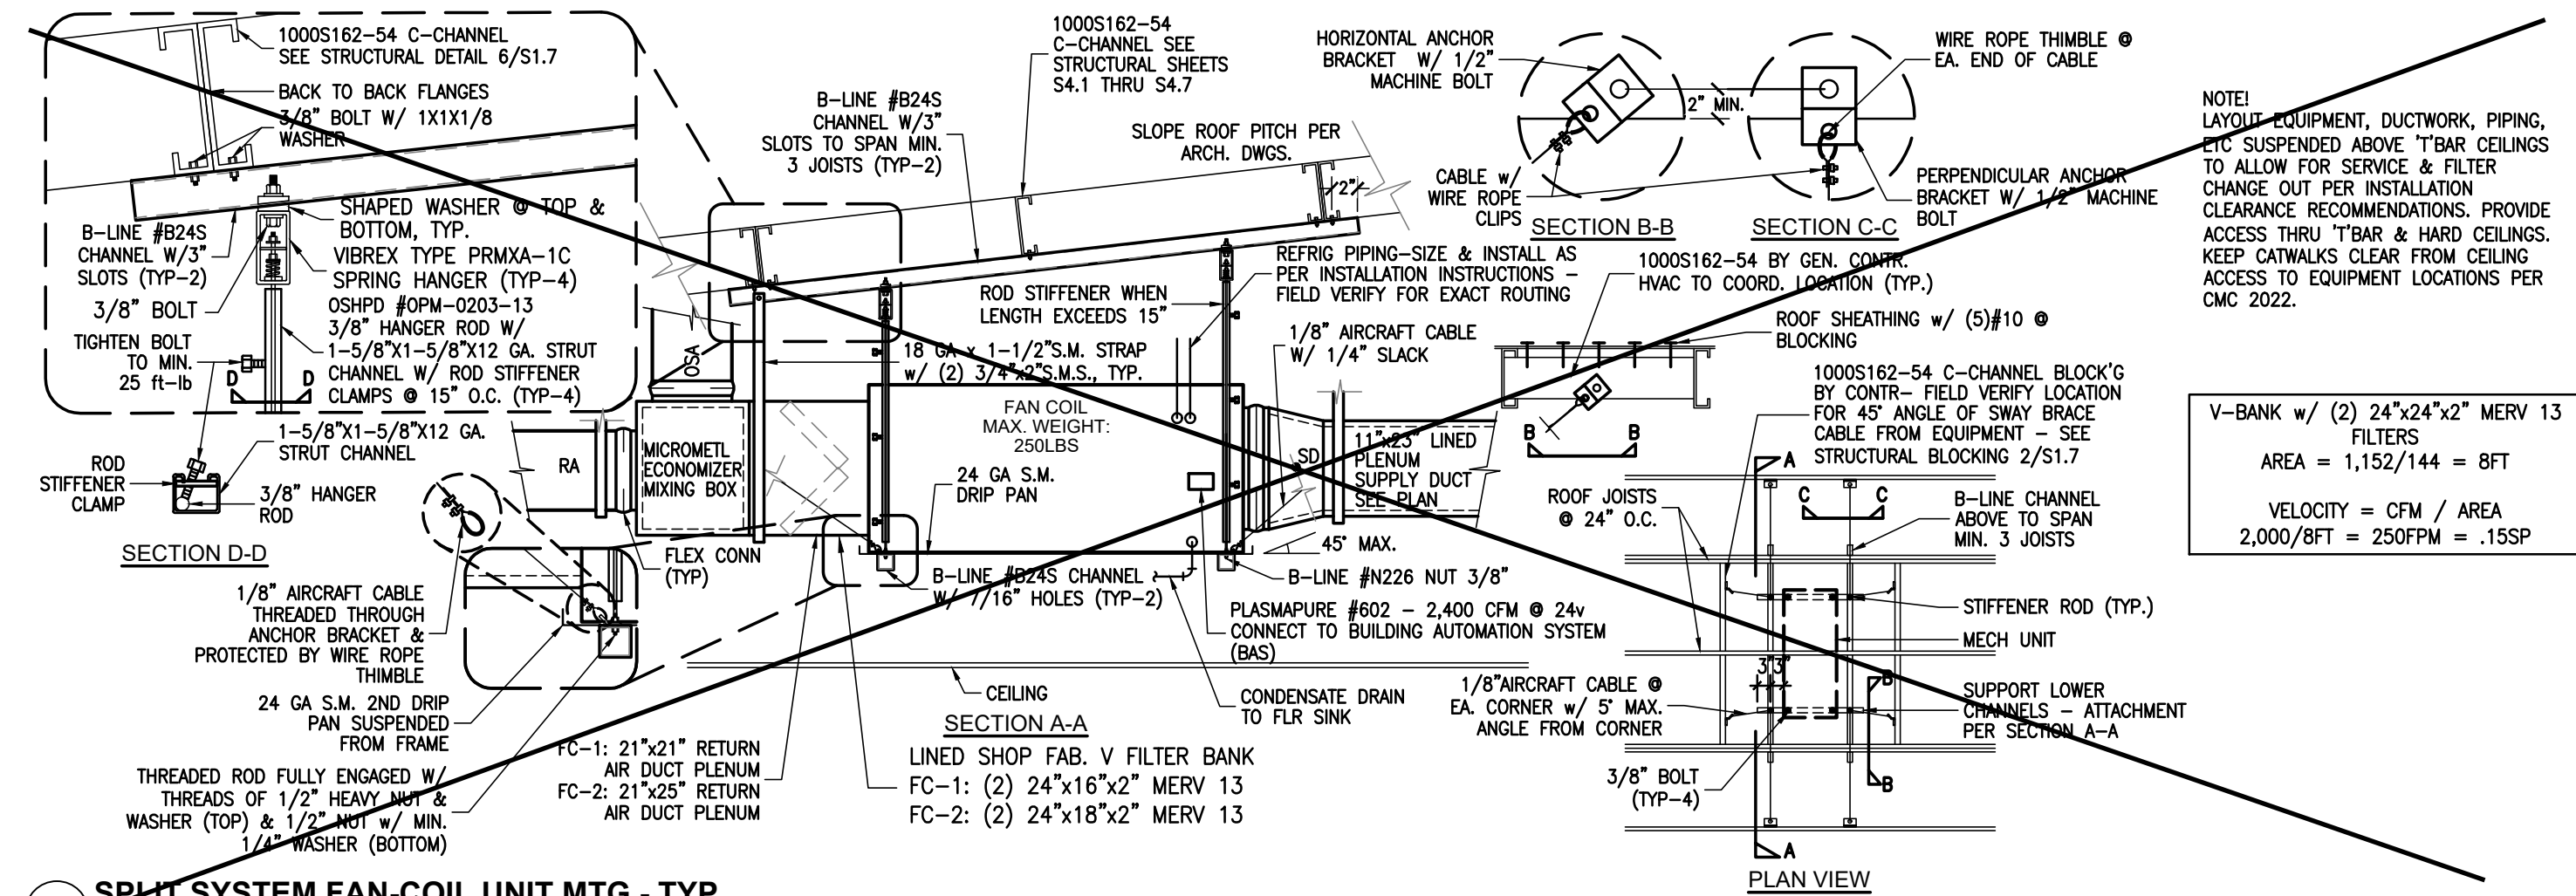 1000S162-54 C-CHANNEL
SEE STRUCTURAL DETAIL 6/S1.7
BACK TO BACK FLANGES
3/8" BOLT W/ 1X1X1/8
WASHER
SHAPED WASHER @ TOP &
BOTTOM, TYP.
B-LINE #B24S
CHANNEL W/3"
SLOTS (TYP-2)
VIBREX TYPE PRMXA-1C
SPRING HANGER (TYP-4)
3/8" BOLT
OSHPD #OPM-0203-13
3/8" HANGER ROD W/
1-5/8"X1-5/8"X12 GA. STRUT
CHANNEL W/ ROD STIFFENER
CLAMPS @ 15" O.C. (TYP-4)
TIGHTEN BOLT
TO MIN.
25 ft-lb
D
D
1-5/8"X1-5/8"X12 GA.
STRUT CHANNEL
ROD
STIFFENER
CLAMP
3/8" HANGER
ROD
SECTION D-D
1/8" AIRCRAFT CABLE
THREADED THROUGH
ANCHOR BRACKET &
PROTECTED BY WIRE ROPE
THIMBLE
24 GA S.M. 2ND DRIP
PAN SUSPENDED
FROM FRAME
THREADED ROD FULLY ENGAGED W/
THREADS OF 1/2" HEAVY NUT &
WASHER (TOP) & 1/2" NUT w/ MIN.
1/4" WASHER (BOTTOM)
B-LINE #B24S
CHANNEL W/3"
SLOTS TO SPAN MIN.
3 JOISTS (TYP-2)
1000S162-54
C-CHANNEL SEE
STRUCTURAL SHEETS
S4.1 THRU S4.7
SLOPE ROOF PITCH PER
ARCH. DWGS.
2"
ROD STIFFENER WHEN
LENGTH EXCEEDS 15"
REFRIG PIPING-SIZE & INSTALL AS
PER INSTALLATION INSTRUCTIONS -
FIELD VERIFY FOR EXACT ROUTING
1/8" AIRCRAFT CABLE
W/ 1/4" SLACK
OSA
18 GA x 1-1/2"S.M. STRAP
w/ (2) 3/4"x2"S.M.S., TYP.
RA
MICROMETL
ECONOMIZER
MIXING BOX
FAN COIL
MAX. WEIGHT:
250LBS
24 GA S.M.
DRIP PAN
SD
11"x23" LINED
PLENUM
SUPPLY DUCT
SEE PLAN
45° MAX.
FLEX CONN
(TYP)
B-LINE #B24S CHANNEL
W/ 7/16" HOLES (TYP-2)
B-LINE #N226 NUT 3/8"
PLASMAPURE #602 - 2,400 CFM @ 24v
CONNECT TO BUILDING AUTOMATION SYSTEM
(BAS)
CEILING
CONDENSATE DRAIN
TO FLR SINK
SECTION A-A
FC-1: 21"x21" RETURN
AIR DUCT PLENUM
FC-2: 21"x25" RETURN
AIR DUCT PLENUM
LINED SHOP FAB. V FILTER BANK
FC-1: (2) 24"x16"x2" MERV 13
FC-2: (2) 24"x18"x2" MERV 13
HORIZONTAL ANCHOR
BRACKET W/ 1/2"
MACHINE BOLT
2" MIN.
WIRE ROPE THIMBLE @
EA. END OF CABLE
CABLE w/
WIRE ROPE
CLIPS
PERPENDICULAR ANCHOR
BRACKET W/ 1/2" MACHINE
BOLT
SECTION B-B
SECTION C-C
1000S162-54 BY GEN. CONTR.
HVAC TO COORD. LOCATION (TYP.)
ROOF SHEATHING w/ (5)#10 @
BLOCKING
B
B
1000S162-54 C-CHANNEL BLOCK'G
BY CONTR- FIELD VERIFY LOCATION
FOR 45° ANGLE OF SWAY BRACE
CABLE FROM EQUIPMENT - SEE
STRUCTURAL BLOCKING 2/S1.7
A
ROOF JOISTS
@ 24" O.C.
C
C
B-LINE CHANNEL
ABOVE TO SPAN
MIN. 3 JOISTS
STIFFENER ROD (TYP.)
MECH UNIT
3"
3"
1/8"AIRCRAFT CABLE @
EA. CORNER w/ 5° MAX.
ANGLE FROM CORNER
B
SUPPORT LOWER
CHANNELS - ATTACHMENT
PER SECTION A-A
3/8" BOLT
(TYP-4)
B
A
PLAN VIEW
NOTE!
LAYOUT EQUIPMENT, DUCTWORK, PIPING,
ETC SUSPENDED ABOVE 'T'BAR CEILINGS
TO ALLOW FOR SERVICE & FILTER
CHANGE OUT PER INSTALLATION
CLEARANCE RECOMMENDATIONS. PROVIDE
ACCESS THRU 'T'BAR & HARD CEILINGS.
KEEP CATWALKS CLEAR FROM CEILING
ACCESS TO EQUIPMENT LOCATIONS PER
CMC 2022.
V-BANK w/ (2) 24"x24"x2" MERV 13
FILTERS
AREA = 1,152/144 = 8FT
VELOCITY = CFM / AREA
2,000/8FT = 250FPM = .15SP
SPLIT SYSTEM FAN-COIL UNIT MTG - TYP